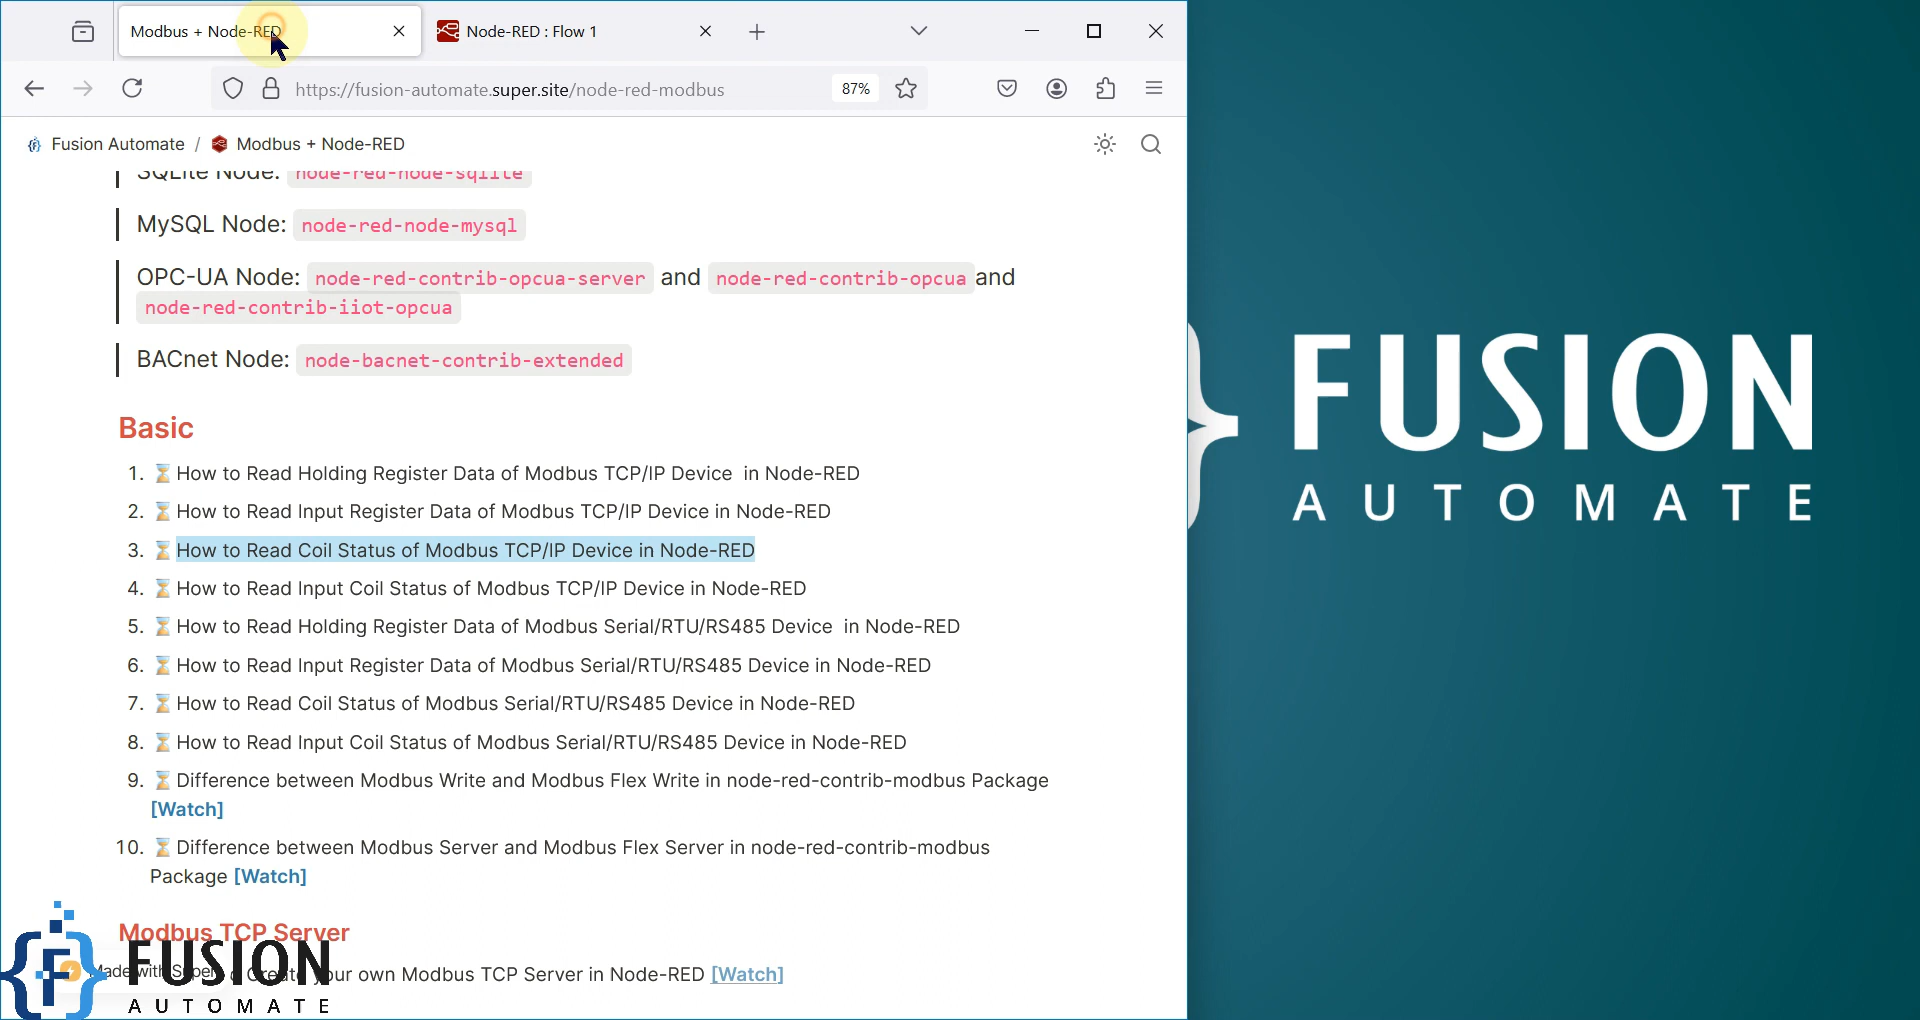 Modbus + Node-RED
Node-RED : Flow 1
https://fusion-automate.super.site/node-red-modbus
87%
Fusion Automate / Modbus + Node-RED
SQLite Node: node-red-node-sqlite
MySQL Node: node-red-node-mysql
OPC-UA Node: node-red-contrib-opcua-server and node-red-contrib-opcua and
node-red-contrib-iiot-opcua
BACnet Node: node-bacnet-contrib-extended
Basic
1. ⏳How to Read Holding Register Data of Modbus TCP/IP Device in Node-RED
2. ⏳How to Read Input Register Data of Modbus TCP/IP Device in Node-RED
3. ⏳How to Read Coil Status of Modbus TCP/IP Device in Node-RED
4. ⏳How to Read Input Coil Status of Modbus TCP/IP Device in Node-RED
5. ⏳How to Read Holding Register Data of Modbus Serial/RTU/RS485 Device in Node-RED
6. ⏳How to Read Input Register Data of Modbus Serial/RTU/RS485 Device in Node-RED
7. ⏳How to Read Coil Status of Modbus Serial/RTU/RS485 Device in Node-RED
8. ⏳How to Read Input Coil Status of Modbus Serial/RTU/RS485 Device in Node-RED
9. ⏳Difference between Modbus Write and Modbus Flex Write in node-red-contrib-modbus Package
[Watch]
10. ⏳Difference between Modbus Server and Modbus Flex Server in node-red-contrib-modbus
Package [Watch]
Modbus TCP Server
Create your own Modbus TCP Server in Node-RED [Watch]
Made with Super
FUSION
AUTOMATE
FUSION
AUTOMATE